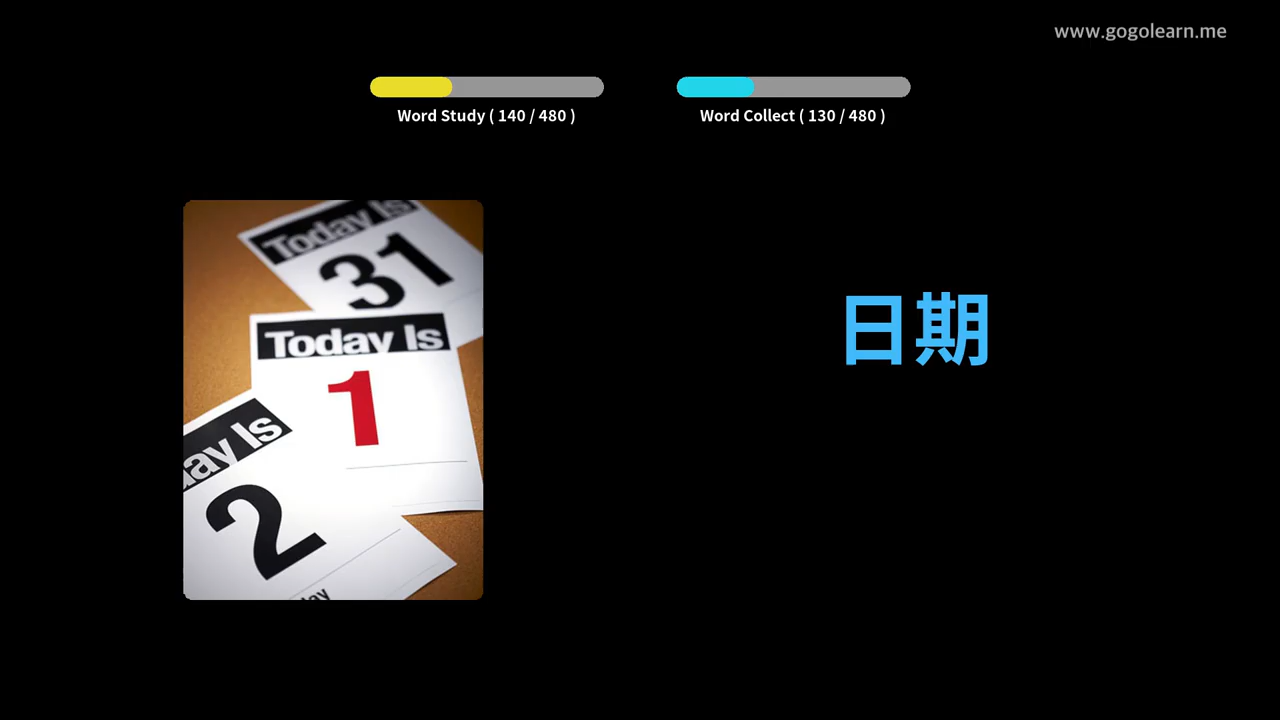 www.gogolearn.me
Word Study ( 140 / 480 )
Word Collect ( 130 / 480 )
Today Is
31
Today Is
1
ay Is
2
日期